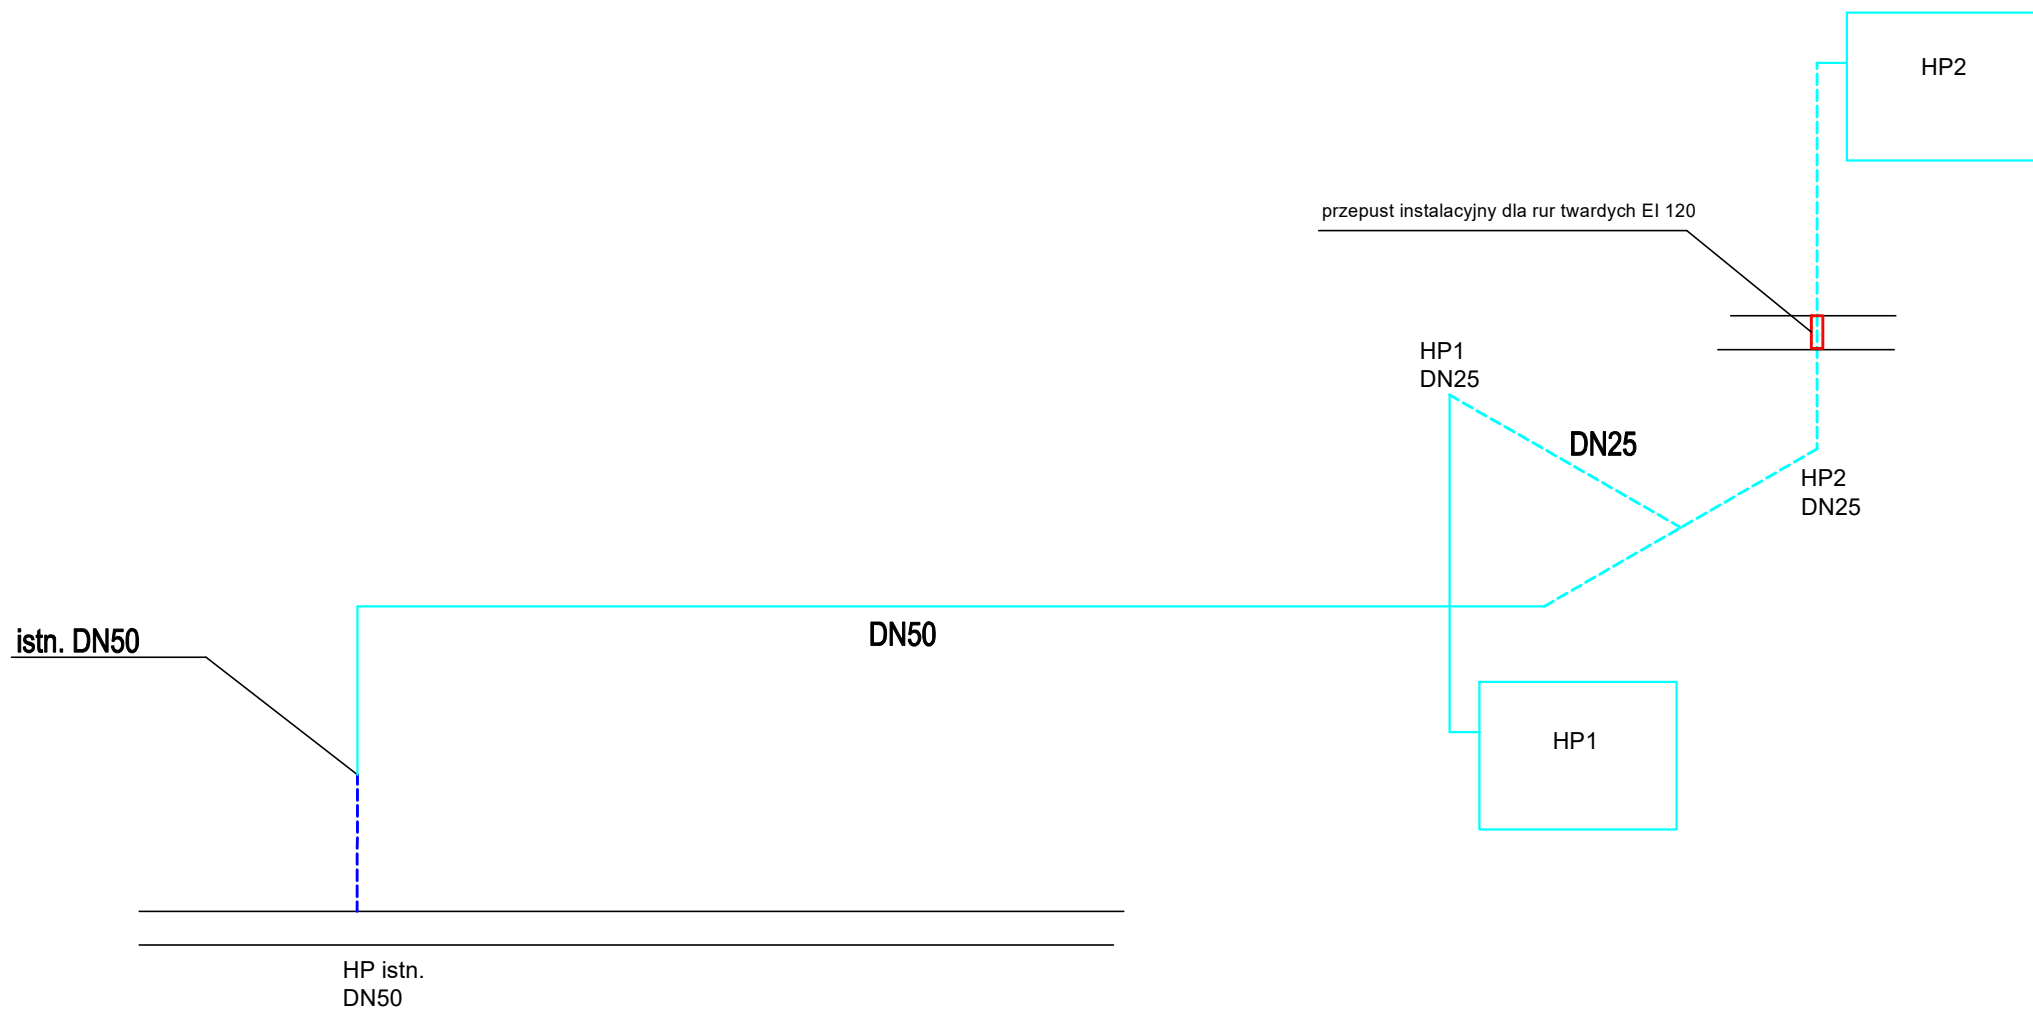 HP2
przepust instalacyjny dla rur twardych EI 120
HP1
DN25
DN25
HP2
DN25
istn. DN50
DN50
HP1
HP istn.
DN50